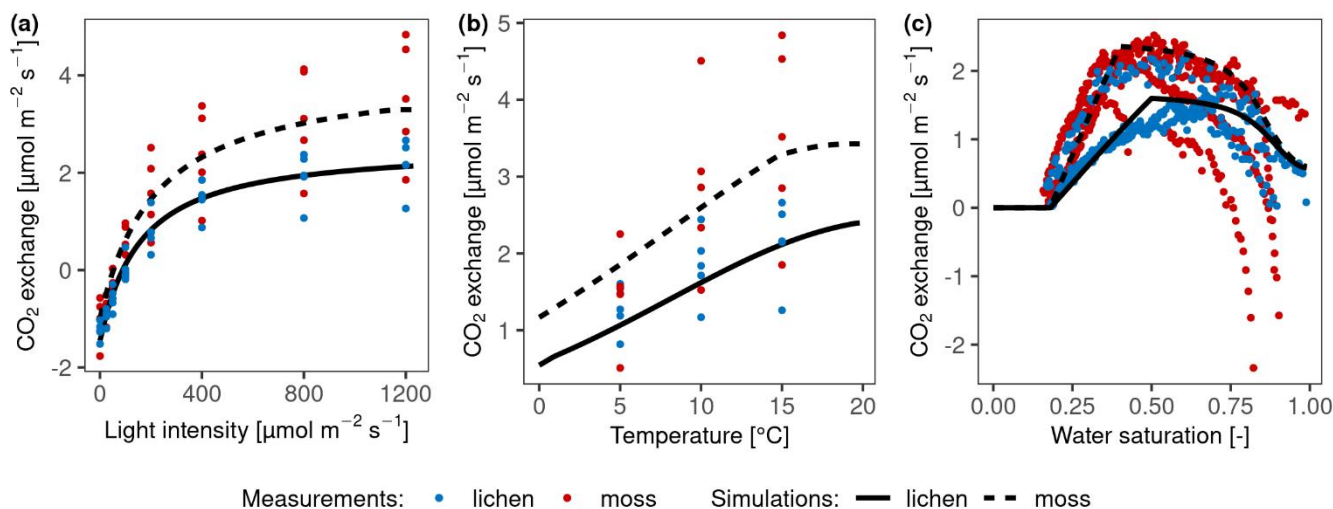 (a)
CO₂ exchange [µmol m⁻² s⁻¹]
4
2
0
-2
0
400
800
1200
Light intensity [µmol m⁻² s⁻¹]
(b)
CO₂ exchange [µmol m⁻² s⁻¹]
5
4
3
2
1
0
5
10
15
20
Temperature [°C]
(c)
CO₂ exchange [µmol m⁻² s⁻¹]
2
1
0
-1
-2
0.00
0.25
0.50
0.75
1.00
Water saturation [-]
Measurements: lichen moss Simulations: lichen moss